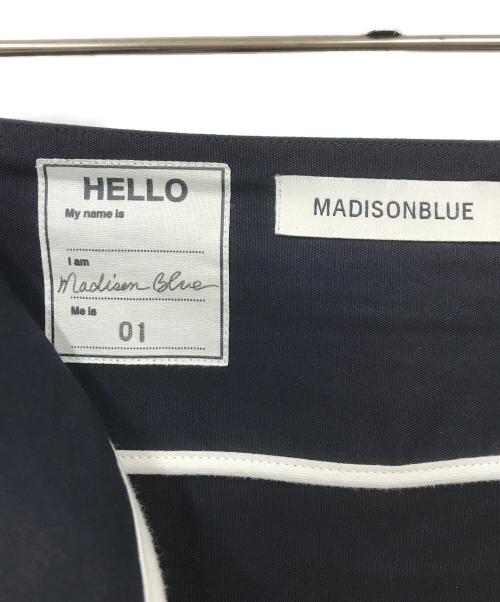 HELLO
My name is
I am
Madison Blue
Me is
01
MADISONBLUE